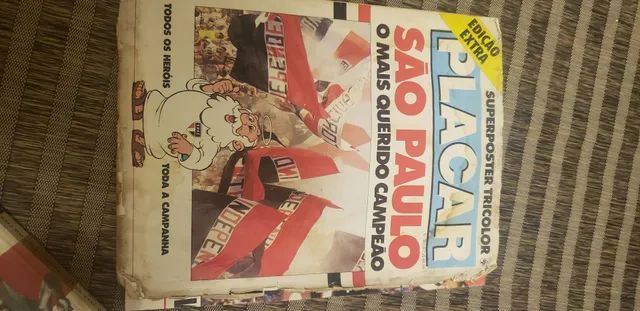 EDIÇÃO
EXTRA
SUPERPOSTER TRICOLOR
PLACAR
SÃO PAULO
O MAIS QUERIDO CAMPEÃO
TODOS OS HERÓIS
TODA A CAMPANHA